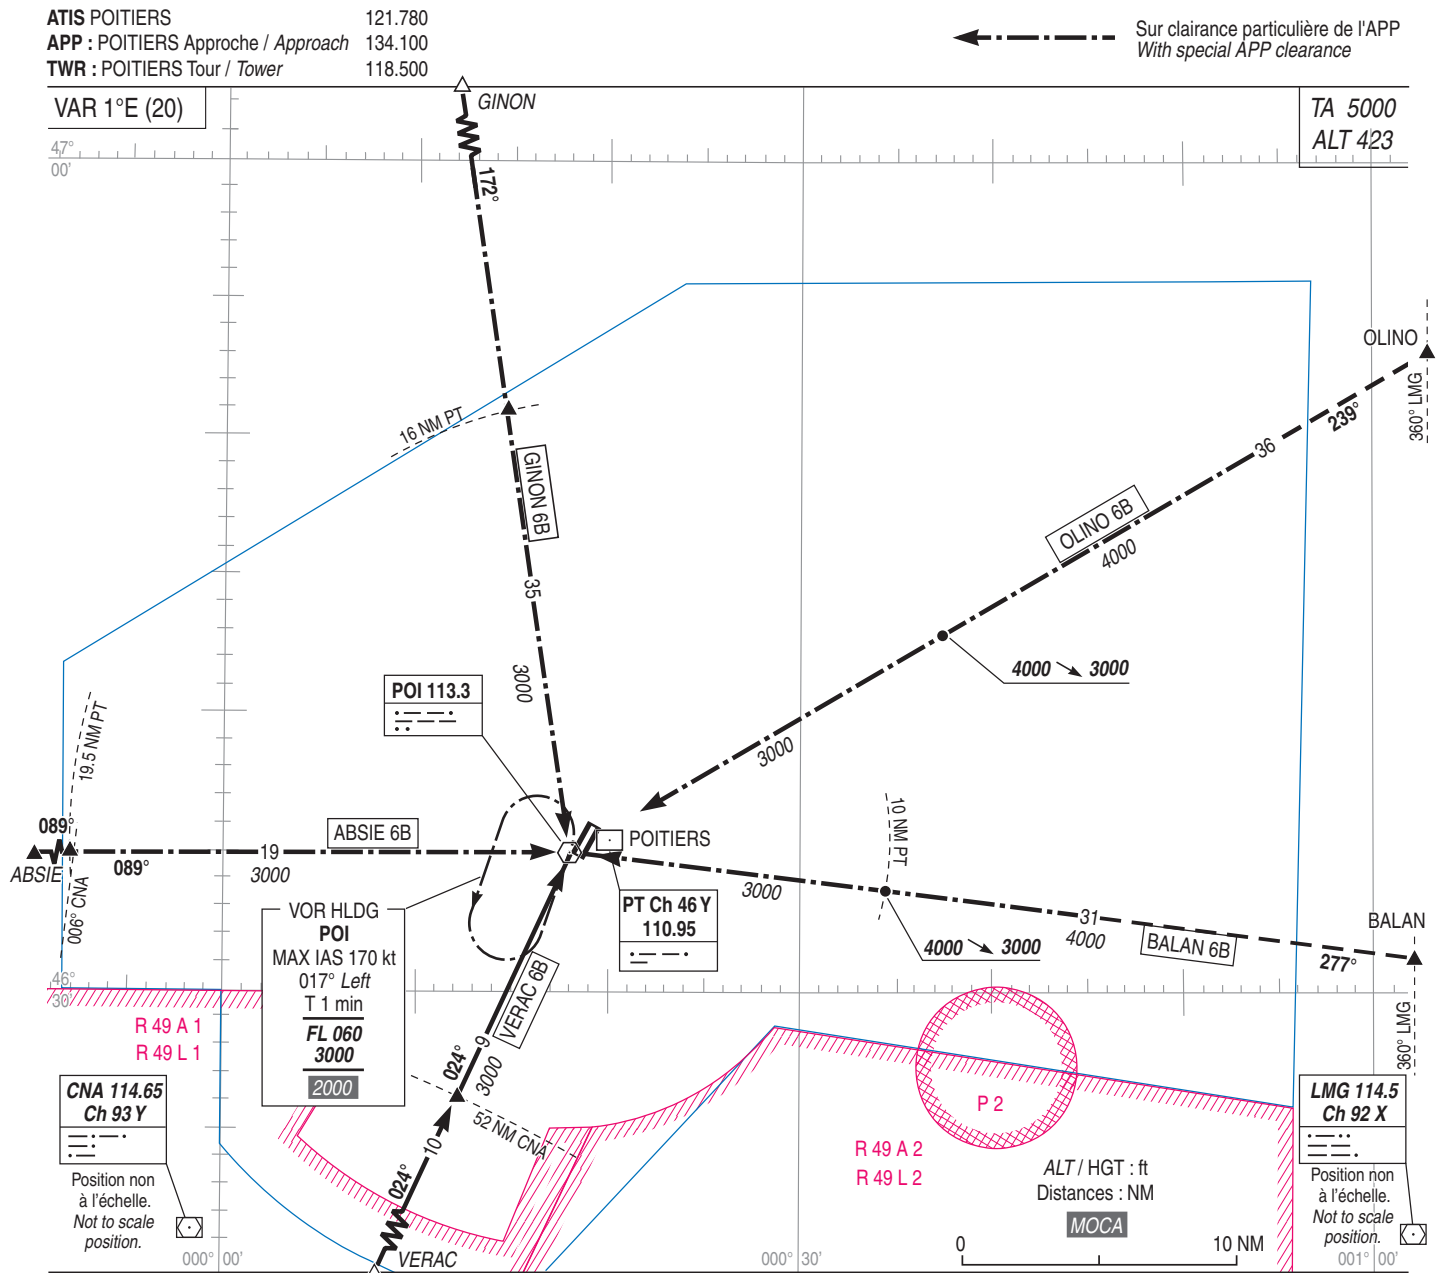 ATIS POITIERS 121.780
APP : POITIERS Approche / Approach 134.100
TWR : POITIERS Tour / Tower 118.500
Sur clairance particulière de l'APP
With special APP clearance
VAR 1°E (20)
GINON
TA 5000
ALT 423
47°
00'
172°
OLINO
360° LMG
239°
36
16 NM PT
GINON 6B
OLINO 6B
4000
35
4000 3000
3000
POI 113.3
19.5 NM PT
3000
10 NM PT
089°
ABSIE 6B
POITIERS
ABSIE
089°
19
3000
3000
006° CNA
VOR HLDG
POI
MAX IAS 170 kt
017° Left
T 1 min
FL 060
3000
2000
PT Ch 46 Y
110.95
31
4000
BALAN
BALAN 6B
4000 3000
277°
360° LMG
VERAC 6B
46°
30'
R 49 A 1
R 49 L 1
9
3000
024°
CNA 114.65
Ch 93 Y
Position non
à l'échelle.
Not to scale
position.
52 NM CNA
10
024°
VERAC
P 2
R 49 A 2
R 49 L 2
ALT / HGT : ft
Distances : NM
MOCA
0 10 NM
LMG 114.5
Ch 92 X
Position non
à l'échelle.
Not to scale
position.
000° 00'
000° 30'
001° 00'